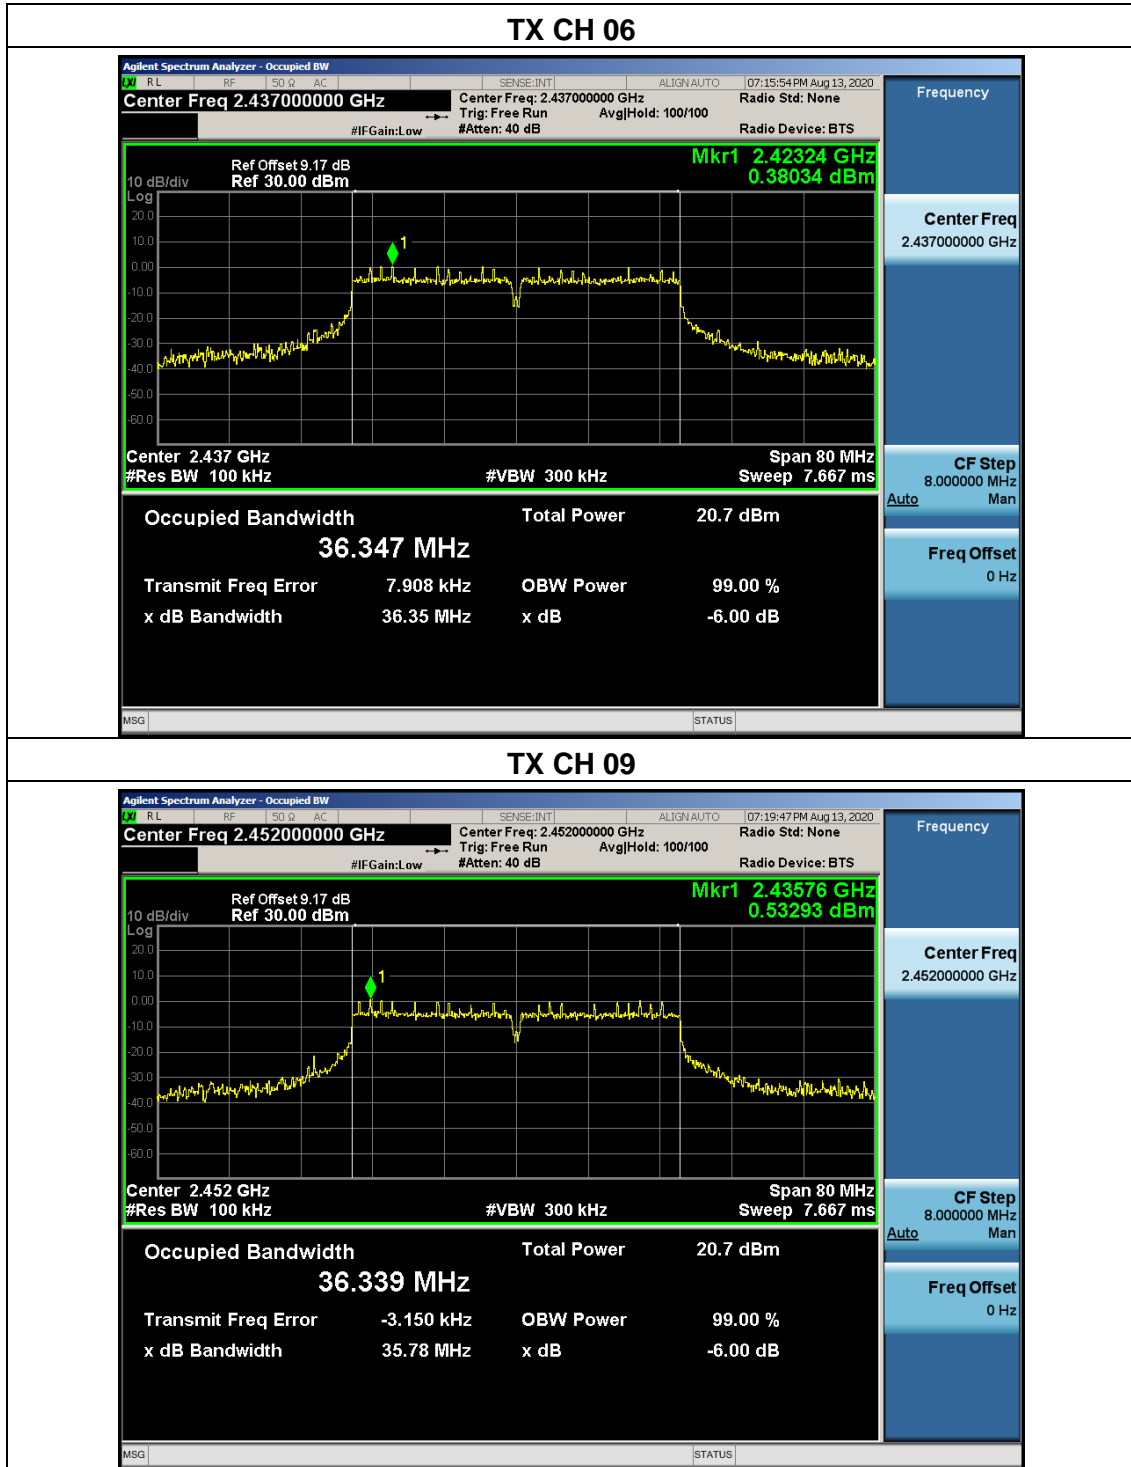 TX CH 06
Agilent Spectrum Analyzer - Occupied BW
LXI RL RF 50 Ω AC SENSE:INT ALIGN AUTO 07:15:54 PM Aug 13, 2020
Center Freq 2.437000000 GHz
Center Freq: 2.437000000 GHz Radio Std: None
Trig: Free Run Avg|Hold: 100/100
#IFGain:Low #Atten: 40 dB Radio Device: BTS
Frequency
Mkr1 2.42324 GHz
0.38034 dBm
Ref Offset 9.17 dB
10 dB/div Ref 30.00 dBm
Log
20.0
10.0
0.00
-10.0
-20.0
-30.0
-40.0
-50.0
-60.0
1
Center Freq
2.437000000 GHz
Center 2.437 GHz Span 80 MHz
#Res BW 100 kHz #VBW 300 kHz Sweep 7.667 ms
CF Step
8.000000 MHz
Auto Man
Freq Offset
0 Hz
Occupied Bandwidth Total Power 20.7 dBm
36.347 MHz
Transmit Freq Error 7.908 kHz OBW Power 99.00 %
x dB Bandwidth 36.35 MHz x dB -6.00 dB
MSG STATUS
TX CH 09
Agilent Spectrum Analyzer - Occupied BW
LXI RL RF 50 Ω AC SENSE:INT ALIGN AUTO 07:19:47 PM Aug 13, 2020
Center Freq 2.452000000 GHz
Center Freq: 2.452000000 GHz Radio Std: None
Trig: Free Run Avg|Hold: 100/100
#IFGain:Low #Atten: 40 dB Radio Device: BTS
Frequency
Mkr1 2.43576 GHz
0.53293 dBm
Ref Offset 9.17 dB
10 dB/div Ref 30.00 dBm
Log
20.0
10.0
0.00
-10.0
-20.0
-30.0
-40.0
-50.0
-60.0
1
Center Freq
2.452000000 GHz
Center 2.452 GHz Span 80 MHz
#Res BW 100 kHz #VBW 300 kHz Sweep 7.667 ms
CF Step
8.000000 MHz
Auto Man
Freq Offset
0 Hz
Occupied Bandwidth Total Power 20.7 dBm
36.339 MHz
Transmit Freq Error -3.150 kHz OBW Power 99.00 %
x dB Bandwidth 35.78 MHz x dB -6.00 dB
MSG STATUS